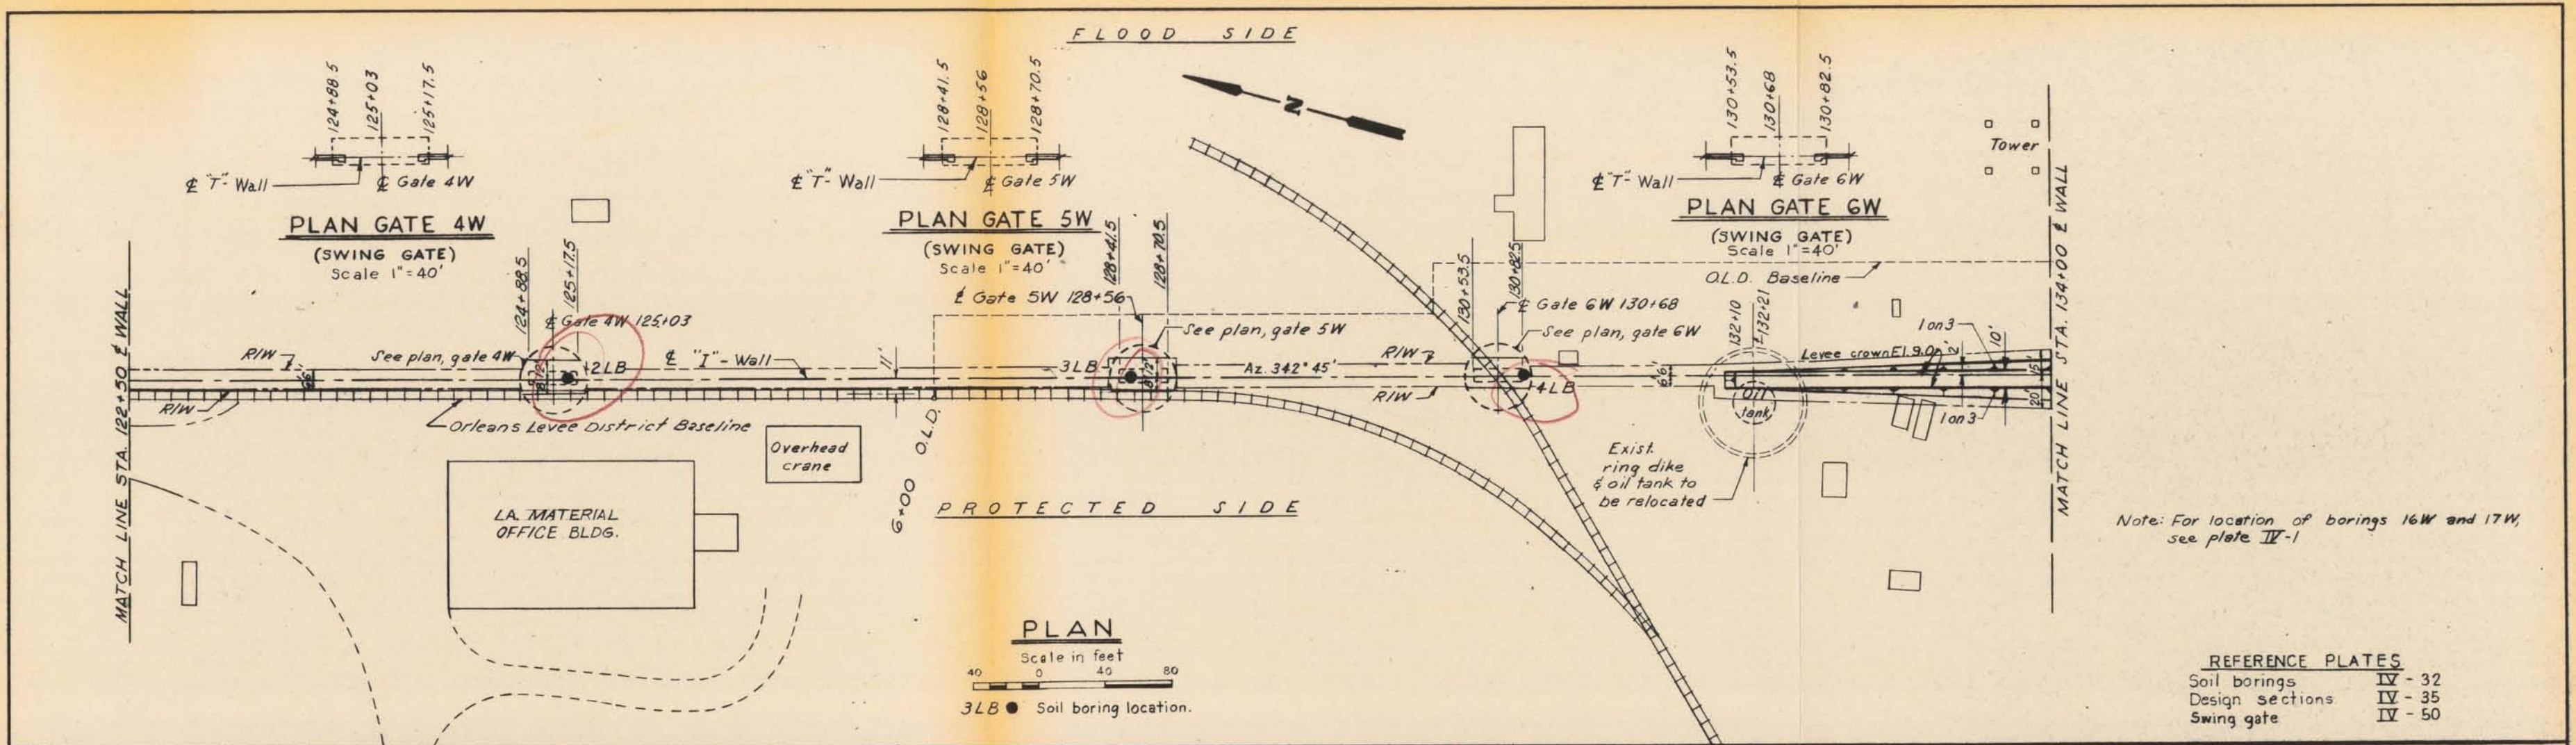 FLOOD SIDE
N
124+88.5
125+03
125+17.5
℄ "T"- Wall
℄ Gate 4W
PLAN GATE 4W
(SWING GATE)
Scale 1"=40'
128+41.5
128+56
128+70.5
℄ "T"- Wall
℄ Gate 5W
PLAN GATE 5W
(SWING GATE)
Scale 1"=40'
130+53.5
130+68
130+82.5
℄ "T"- Wall
℄ Gate 6W
PLAN GATE 6W
(SWING GATE)
Scale 1"=40'
Tower
O.L.D. Baseline
MATCH LINE STA. 122+50 ℄ WALL
R/W
R/W
6'6'
See plan, gate 4W
124+88.5
125+17.5
℄ Gate 4W 125+03
2LB
℄ "I"- Wall
11'
Orleans Levee District Baseline
Overhead
crane
LA. MATERIAL
OFFICE BLDG.
6+00 O.L.D.
3LB
128+41.5
128+70.5
℄ Gate 5W 128+56
See plan, gate 5W
Az. 342° 45'
R/W
R/W
130+53.5
130+82.5
℄ Gate 6W 130+68
See plan, gate 6W
4LB
6'6'
132+10
132+21
Oil
tank
Exist.
ring dike
& oil tank to
be relocated
Levee crown El. 9.0
1 on 3
1 on 3
2'
10'
15'
20'
MATCH LINE STA. 134+00 ℄ WALL
PROTECTED SIDE
PLAN
Scale in feet
40 0 40 80
3LB ● Soil boring location.
Note: For location of borings 16W and 17W,
see plate IV-1
REFERENCE PLATES
Soil borings IV - 32
Design sections IV - 35
Swing gate IV - 50